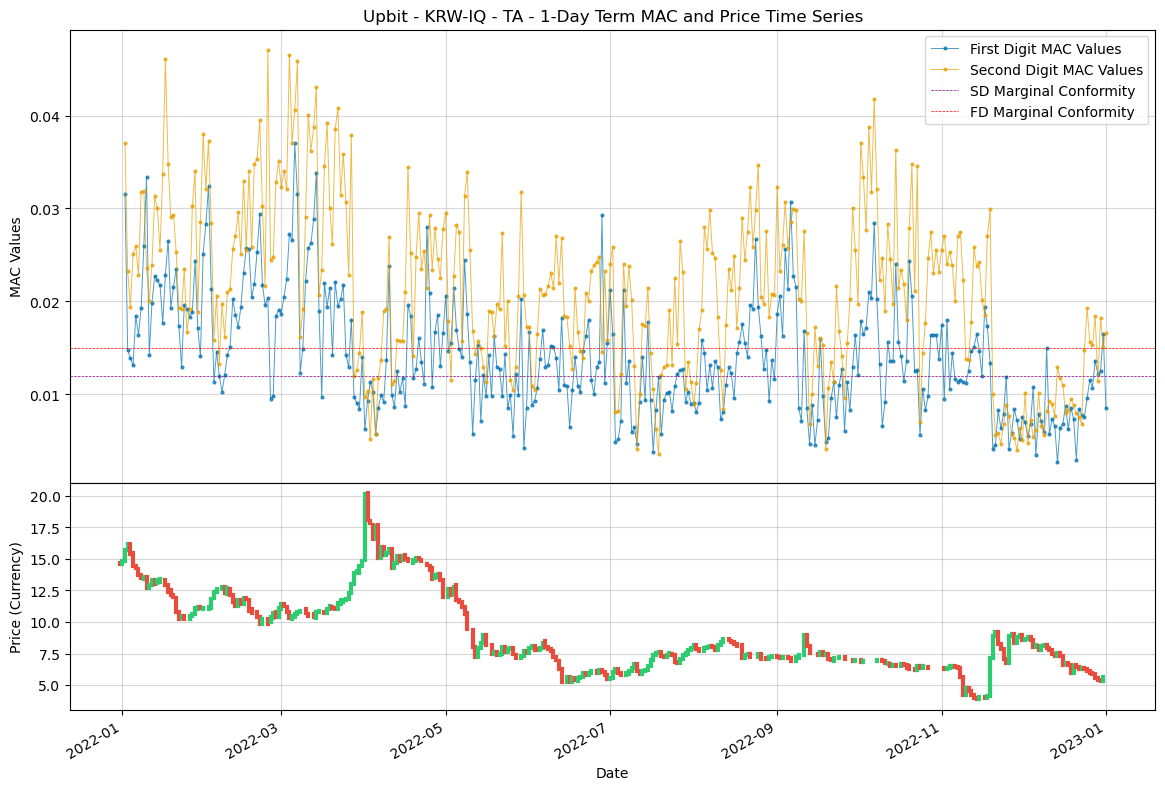 Upbit - KRW-IQ - TA - 1-Day Term MAC and Price Time Series
First Digit MAC Values
Second Digit MAC Values
SD Marginal Conformity
FD Marginal Conformity
MAC Values
0.04
0.03
0.02
0.01
Price (Currency)
20.0
17.5
15.0
12.5
10.0
7.5
5.0
2022-01
2022-03
2022-05
2022-07
2022-09
2022-11
2023-01
Date